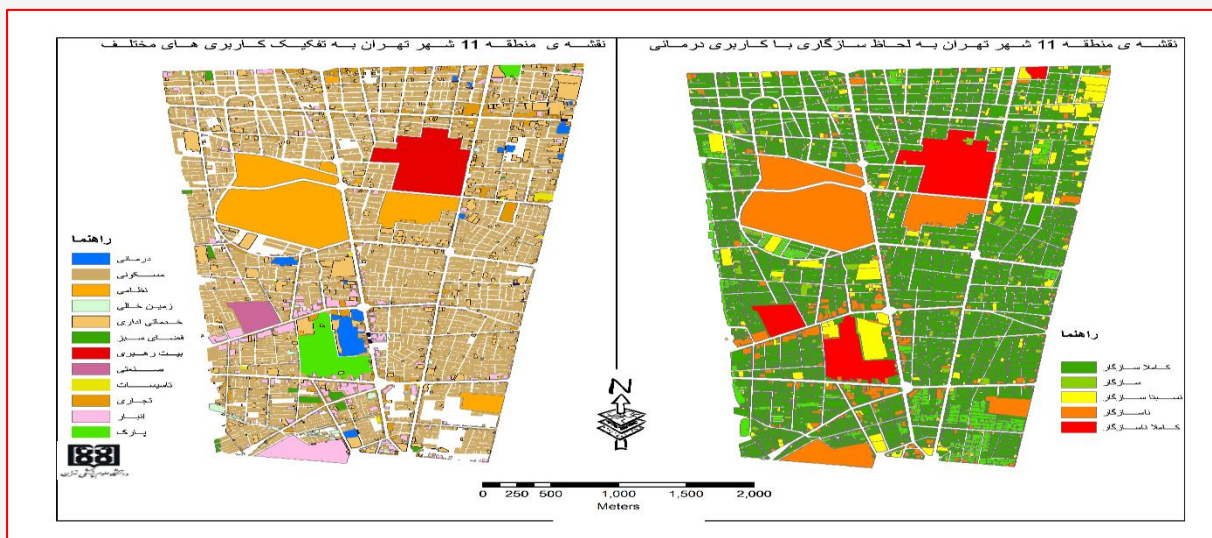 نقشه ی منطقه 11 شهر تهران به لحاظ سازگاری با کاربری درمانی
نقشه ی منطقه 11 شهر تهران به تفکیک کاربری های مختلف
راهنما
کاملا سازگار
سازگار
نسبتا سازگار
ناسازگار
کاملا ناسازگار
راهنما
درمانی
مسکونی
نظامی
زمین خالی
خدماتی اداری
فضای سبز
بیت رهبری
صنعتی
تاسیسات
تجاری
انبار
پارک
N
0 250 500 1,000 1,500 2,000
Meters